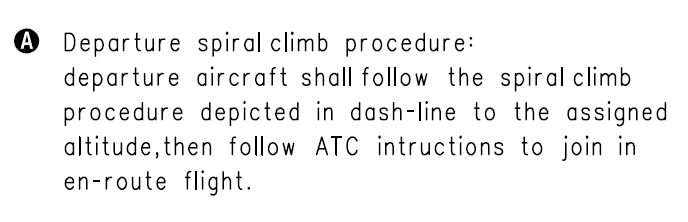 A Departure spiral climb procedure:
departure aircraft shall follow the spiral climb
procedure depicted in dash-line to the assigned
altitude,then follow ATC intructions to join in
en-route flight.